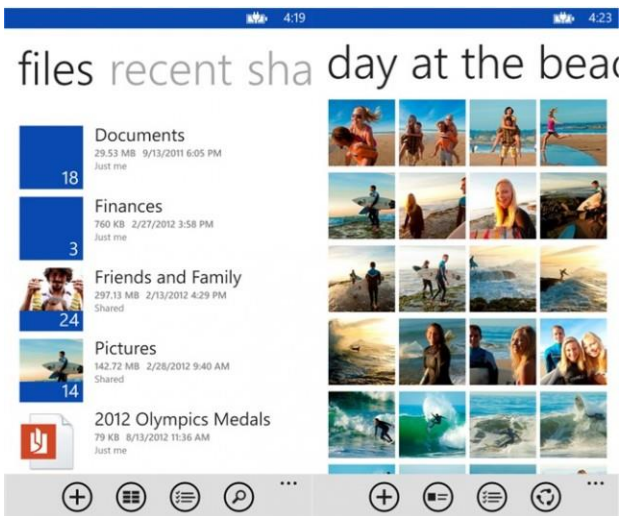 4:19
files recent sha
18
Documents
29.53 MB 9/13/2011 6:05 PM
Just me
3
Finances
760 KB 2/27/2012 3:58 PM
Just me
24
Friends and Family
297.13 MB 2/13/2012 4:29 PM
Shared
14
Pictures
142.72 MB 2/28/2012 9:40 AM
Shared
2012 Olympics Medals
79 KB 8/13/2012 11:36 AM
Just me
4:23
day at the beac